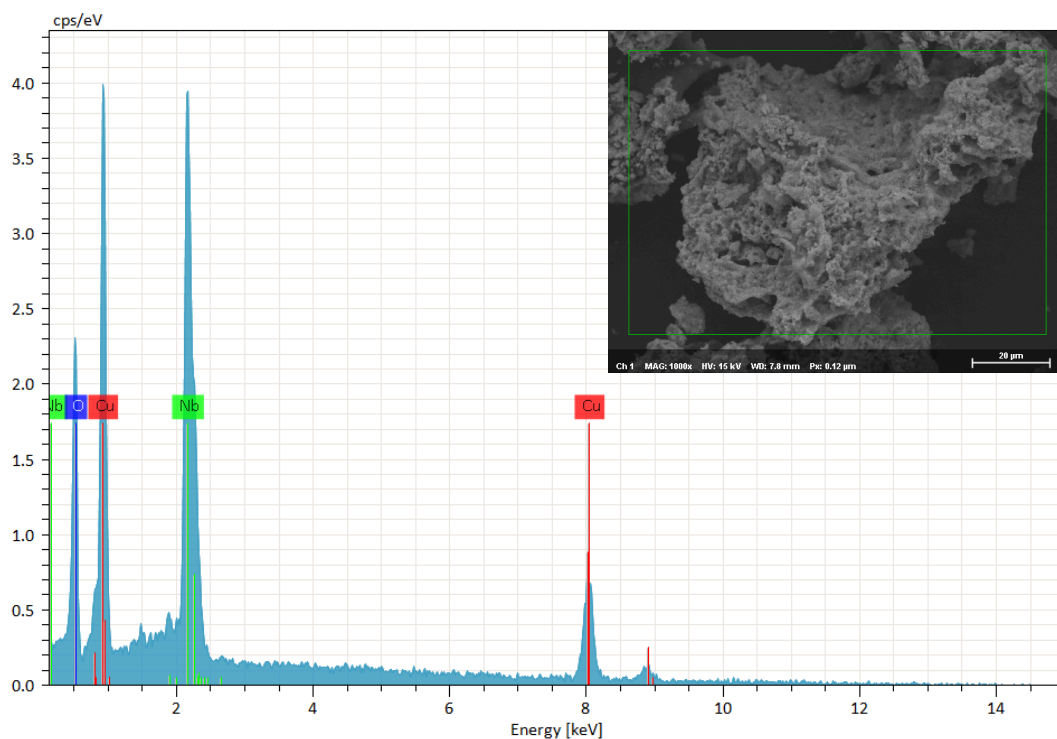 cps/eV
4.0
3.5
3.0
2.5
2.0
1.5
1.0
0.5
0.0
Nb O Cu Nb Cu
2 4 6 8 10 12 14
Energy [keV]
20 µm
Ch 1 MAG: 1000x HV: 15 kV WD: 7.8 mm Px: 0.12 µm